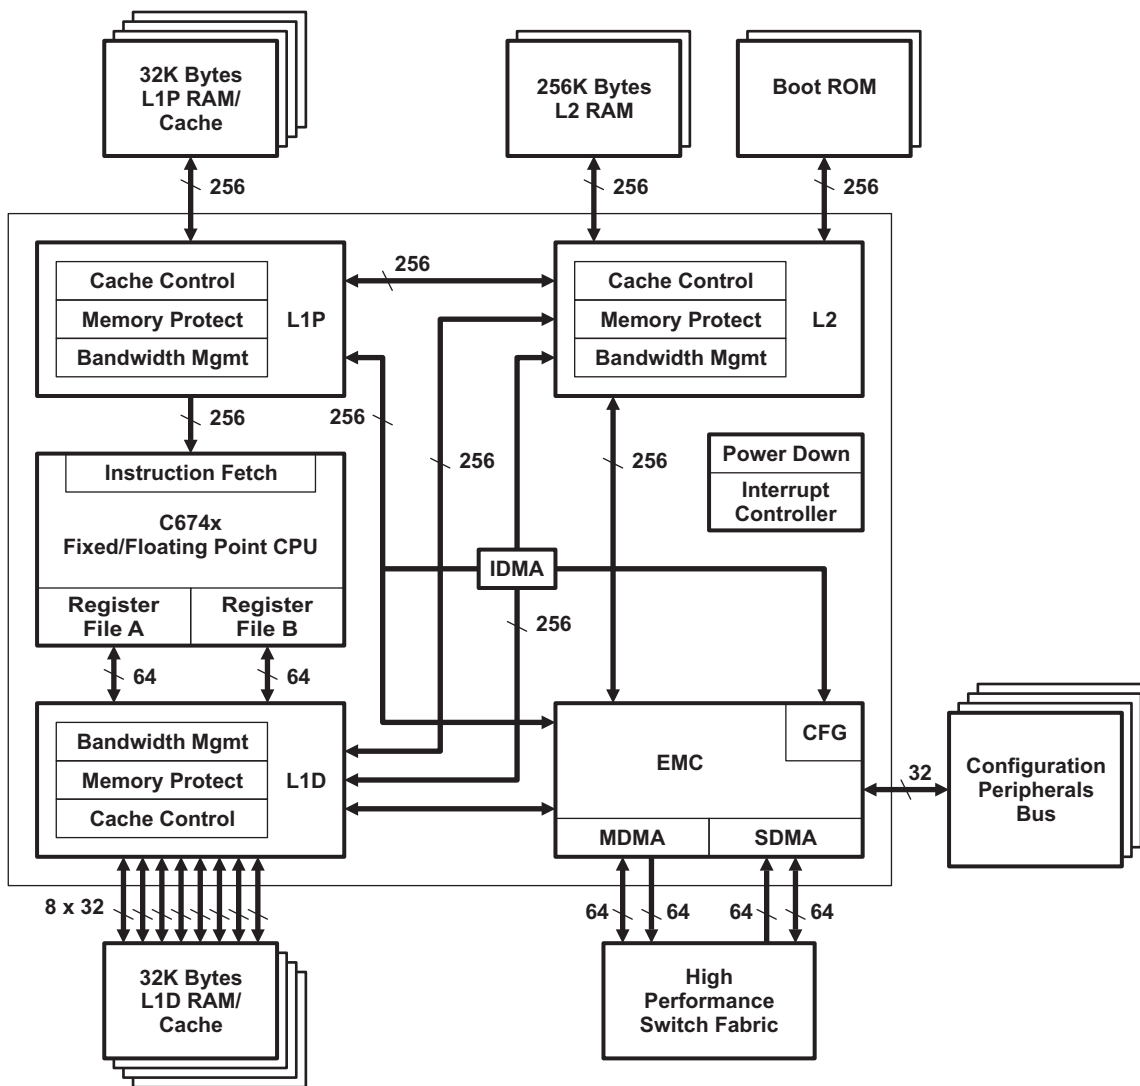 32K Bytes
L1P RAM/
Cache
256K Bytes
L2 RAM
Boot ROM
256
256
256
Cache Control
Memory Protect
Bandwidth Mgmt
L1P
256
Cache Control
Memory Protect
Bandwidth Mgmt
L2
256
256
256
256
Power Down
Interrupt
Controller
Instruction Fetch
C674x
Fixed/Floating Point CPU
Register
File A
Register
File B
IDMA
256
64
64
Bandwidth Mgmt
Memory Protect
Cache Control
L1D
EMC
CFG
MDMA
SDMA
32
Configuration
Peripherals
Bus
8 x 32
64
64
64
64
32K Bytes
L1D RAM/
Cache
High
Performance
Switch Fabric